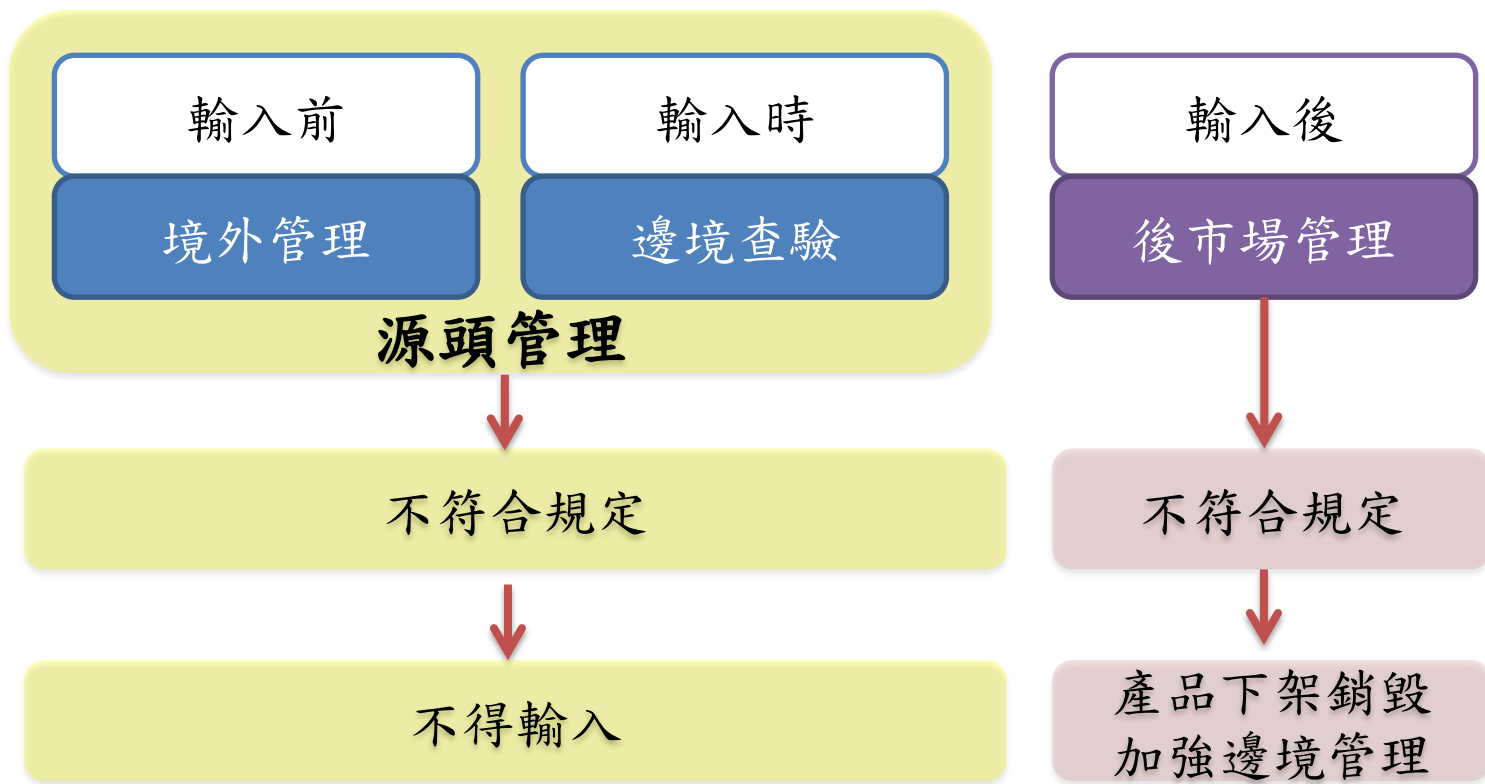 輸入前
輸入時
輸入後
境外管理
邊境查驗
後市場管理
源頭管理
不符合規定
不符合規定
不得輸入
產品下架銷毀
加強邊境管理